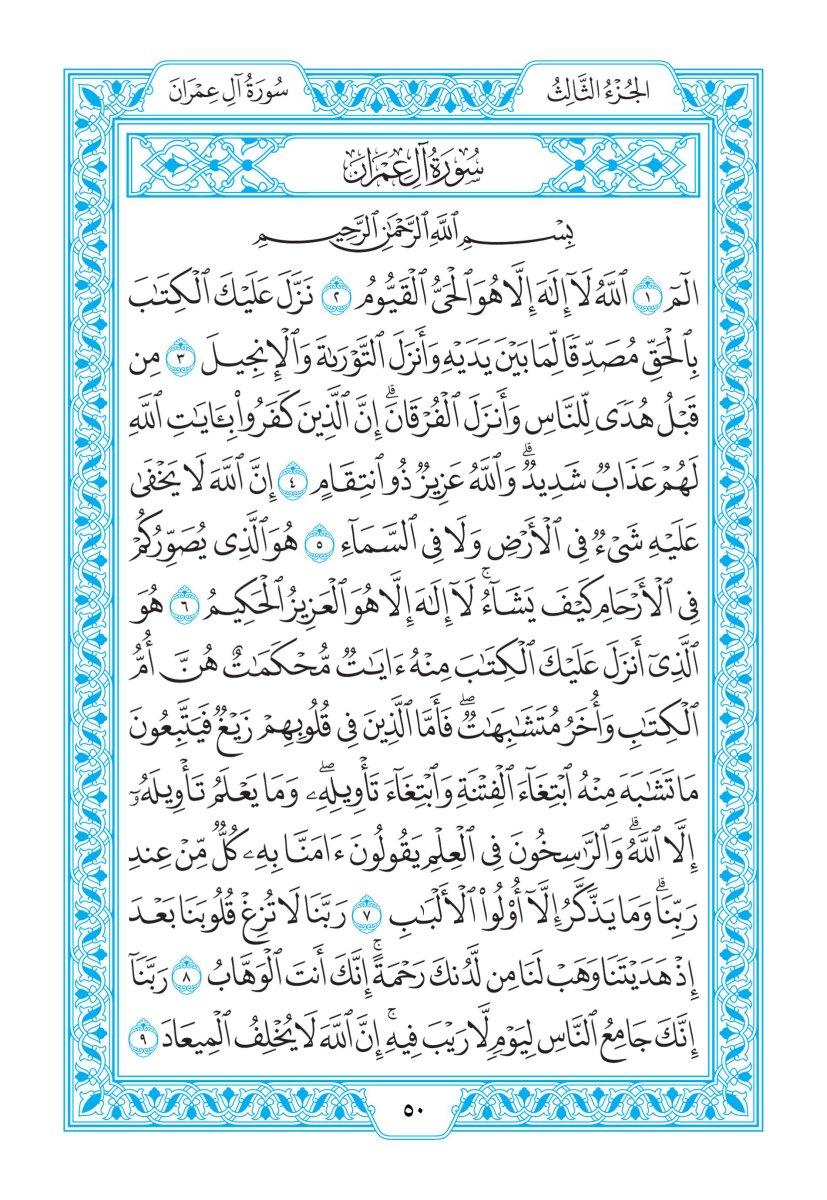 الجُزْءُ الثَّالِثُ
سُورَةُ آلِ عِمْرَانَ
سُورَةُ آلِ عِمْرَانَ
بِسْمِ ٱللَّهِ ٱلرَّحْمَٰنِ ٱلرَّحِيمِ
الٓمٓ ١ ٱللَّهُ لَآ إِلَٰهَ إِلَّا هُوَ ٱلْحَىُّ ٱلْقَيُّومُ ٢ نَزَّلَ عَلَيْكَ ٱلْكِتَٰبَ
بِٱلْحَقِّ مُصَدِّقًا لِّمَا بَيْنَ يَدَيْهِ وَأَنزَلَ ٱلتَّوْرَىٰةَ وَٱلْإِنجِيلَ ٣ مِن
قَبْلُ هُدًى لِّلنَّاسِ وَأَنزَلَ ٱلْفُرْقَانَۗ إِنَّ ٱلَّذِينَ كَفَرُوا۟ بِـَٔايَٰتِ ٱللَّهِ
لَهُمْ عَذَابٌ شَدِيدٌۗ وَٱللَّهُ عَزِيزٌ ذُو ٱنتِقَامٍ ٤ إِنَّ ٱللَّهَ لَا يَخْفَىٰ
عَلَيْهِ شَىْءٌ فِى ٱلْأَرْضِ وَلَا فِى ٱلسَّمَآءِ ٥ هُوَ ٱلَّذِى يُصَوِّرُكُمْ
فِى ٱلْأَرْحَامِ كَيْفَ يَشَآءُۚ لَآ إِلَٰهَ إِلَّا هُوَ ٱلْعَزِيزُ ٱلْحَكِيمُ ٦ هُوَ
ٱلَّذِىٓ أَنزَلَ عَلَيْكَ ٱلْكِتَٰبَ مِنْهُ ءَايَٰتٌ مُّحْكَمَٰتٌ هُنَّ أُمُّ
ٱلْكِتَٰبِ وَأُخَرُ مُتَشَٰبِهَٰتٌۖ فَأَمَّا ٱلَّذِينَ فِى قُلُوبِهِمْ زَيْغٌ فَيَتَّبِعُونَ
مَا تَشَٰبَهَ مِنْهُ ٱبْتِغَآءَ ٱلْفِتْنَةِ وَٱبْتِغَآءَ تَأْوِيلِهِۦۖ وَمَا يَعْلَمُ تَأْوِيلَهُۥٓ
إِلَّا ٱللَّهُۗ وَٱلرَّٰسِخُونَ فِى ٱلْعِلْمِ يَقُولُونَ ءَامَنَّا بِهِۦ كُلٌّ مِّنْ عِندِ
رَبِّنَاۗ وَمَا يَذَّكَّرُ إِلَّآ أُو۟لُوا۟ ٱلْأَلْبَٰبِ ٧ رَبَّنَا لَا تُزِغْ قُلُوبَنَا بَعْدَ
إِذْ هَدَيْتَنَا وَهَبْ لَنَا مِن لَّدُنكَ رَحْمَةًۚ إِنَّكَ أَنتَ ٱلْوَهَّابُ ٨ رَبَّنَآ
إِنَّكَ جَامِعُ ٱلنَّاسِ لِيَوْمٍ لَّا رَيْبَ فِيهِۚ إِنَّ ٱللَّهَ لَا يُخْلِفُ ٱلْمِيعَادَ ٩
٥٠